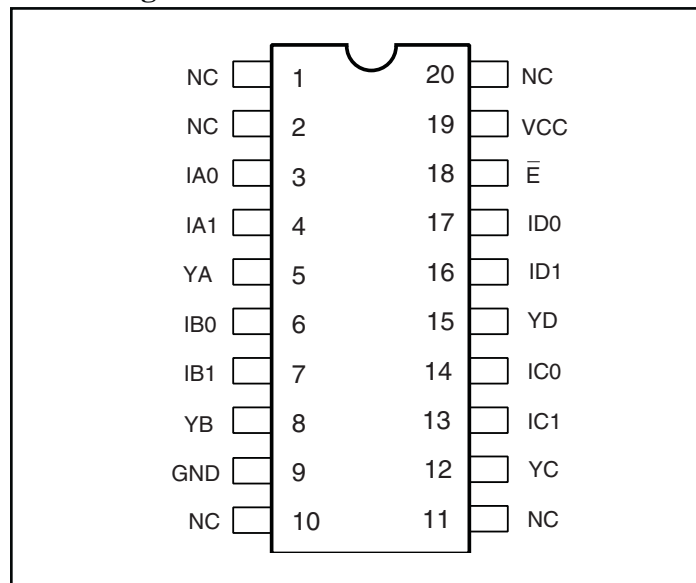 NC 1 20 NC
NC 2 19 VCC
IA0 3 18 E̅
IA1 4 17 ID0
YA 5 16 ID1
IB0 6 15 YD
IB1 7 14 IC0
YB 8 13 IC1
GND 9 12 YC
NC 10 11 NC